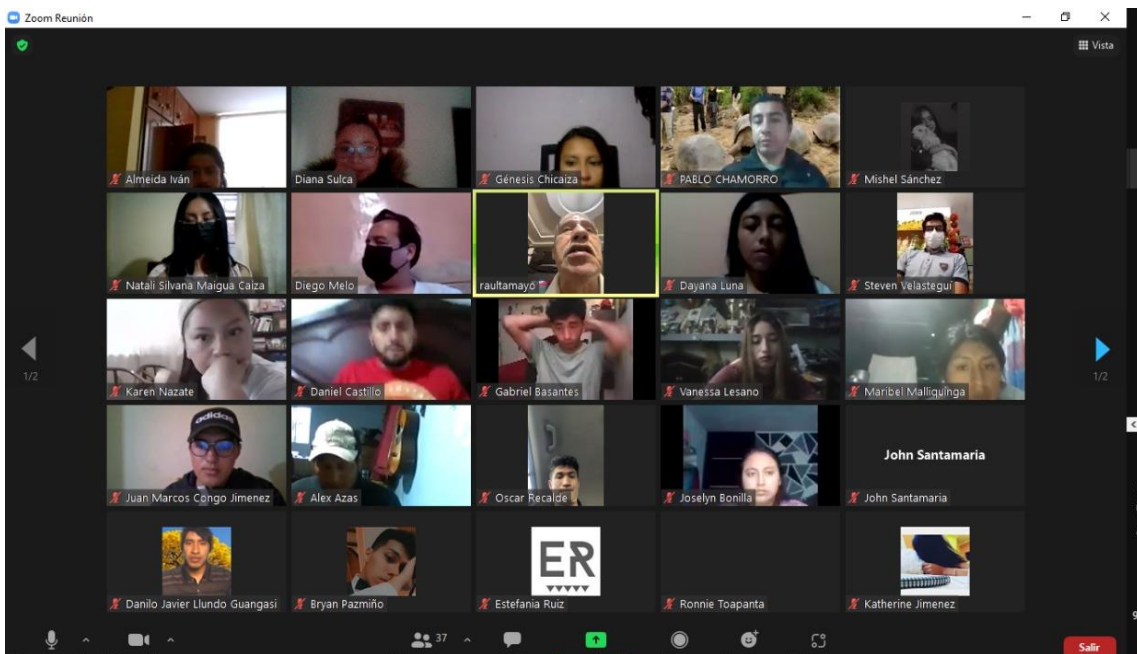 Zoom Reunión
Vista
Almeida Iván
Diana Sulca
Génesis Chicaiza
PABLO CHAMORRO
Mishel Sánchez
Natali Silvana Maigua Caiza
Diego Melo
raultamayo
Dayana Luna
Steven Velastegui
Karen Nazate
Daniel Castillo
Gabriel Basantes
Vanessa Lesano
Maribel Malliquinga
1/2
1/2
adidas
Juan Marcos Congo Jimenez
Alex Azas
Oscar Recalde
Joselyn Bonilla
John Santamaria
John Santamaria
ER
Danilo Javier Llundo Guangasi
Bryan Pazmiño
Estefania Ruiz
Ronnie Toapanta
Katherine Jimenez
37
Salir